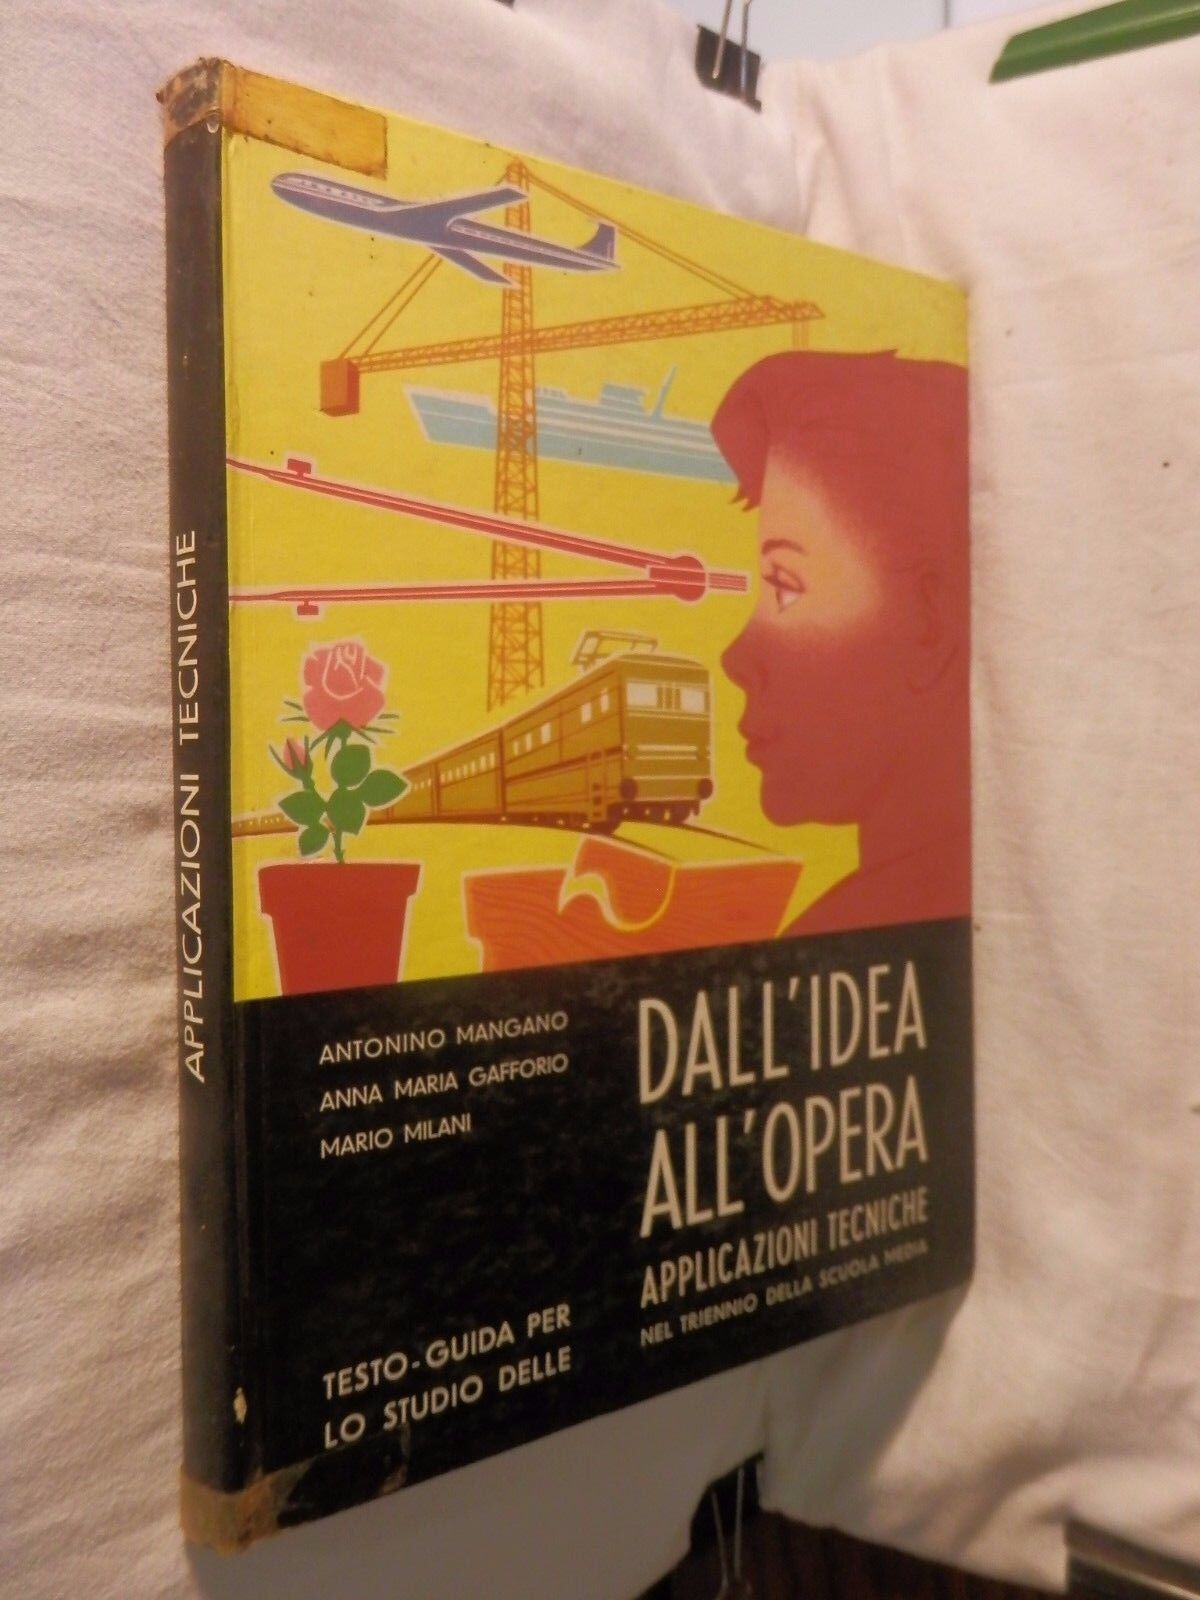 APPLICAZIONI TECNICHE
ANTONINO MANGANO
ANNA MARIA GAFFORIO
MARIO MILANI
TESTO-GUIDA PER
LO STUDIO DELLE
DALL'IDEA
ALL'OPERA
APPLICAZIONI TECNICHE
NEL TRIENNIO DELLA SCUOLA MEDIA